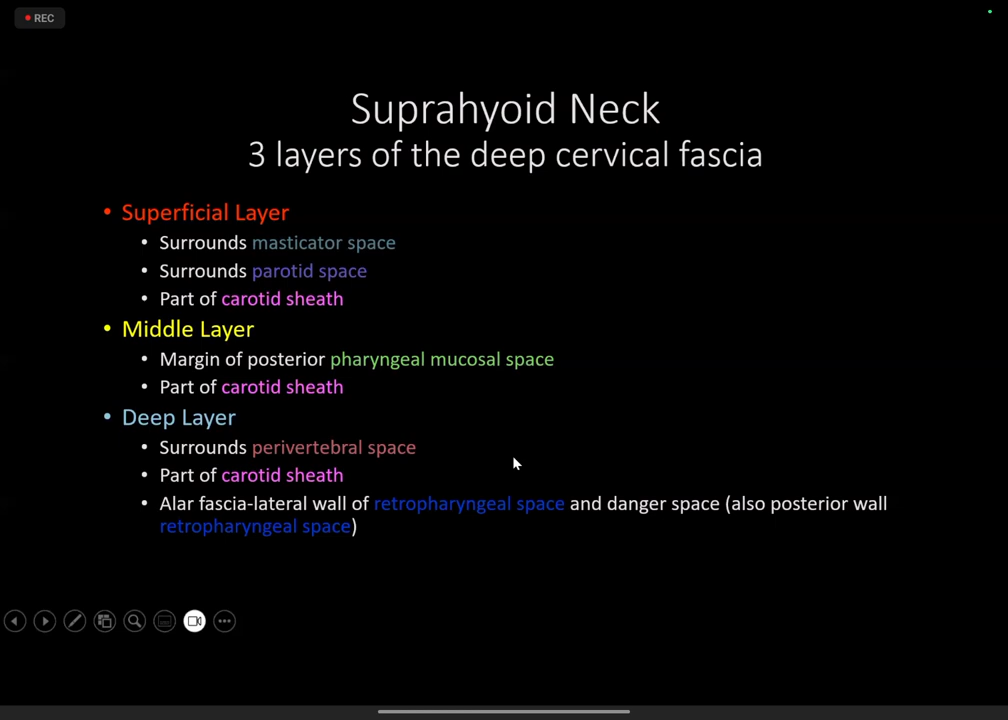 REC
Suprahyoid Neck
3 layers of the deep cervical fascia
• Superficial Layer
• Surrounds masticator space
• Surrounds parotid space
• Part of carotid sheath
• Middle Layer
• Margin of posterior pharyngeal mucosal space
• Part of carotid sheath
• Deep Layer
• Surrounds perivertebral space
• Part of carotid sheath
• Alar fascia-lateral wall of retropharyngeal space and danger space (also posterior wall
retropharyngeal space)